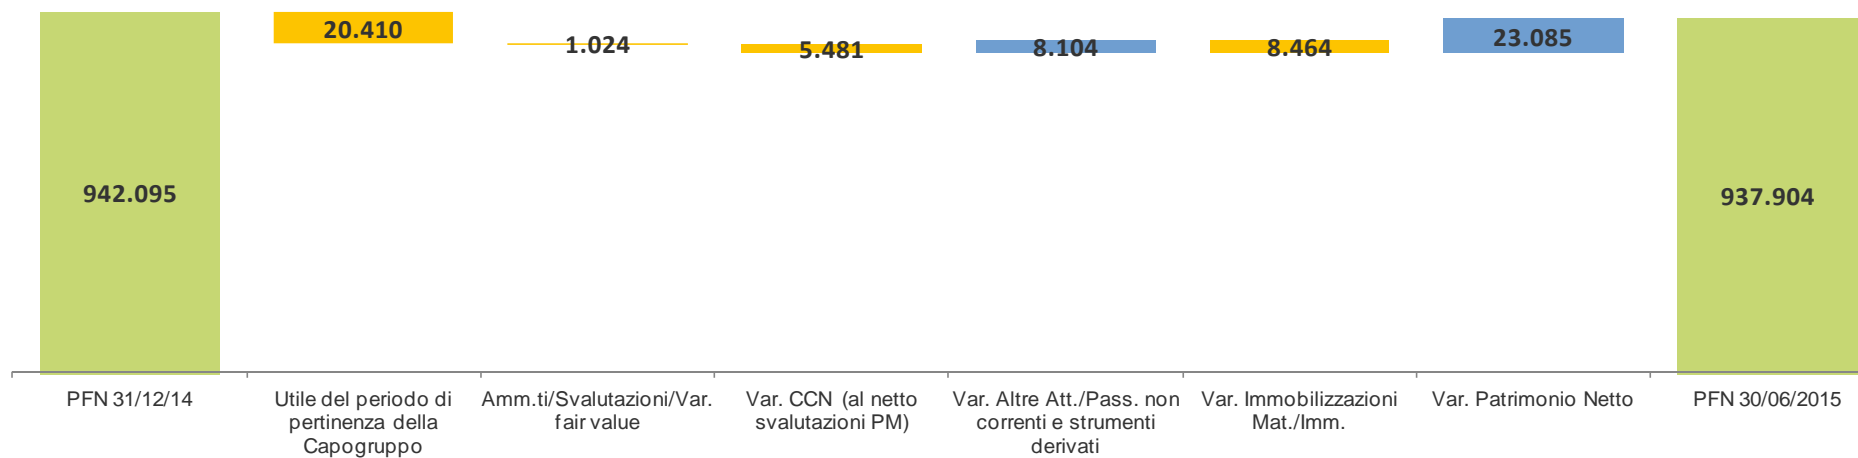 20.410
1.024
5.481
8.104
8.464
23.085
942.095
937.904
PFN 31/12/14
Utile del periodo di
pertinenza della
Capogruppo
Amm.ti/Svalutazioni/Var.
fair value
Var. CCN (al netto
svalutazioni PM)
Var. Altre Att./Pass. non
correnti e strumenti
derivati
Var. Immobilizzazioni
Mat./Imm.
Var. Patrimonio Netto
PFN 30/06/2015